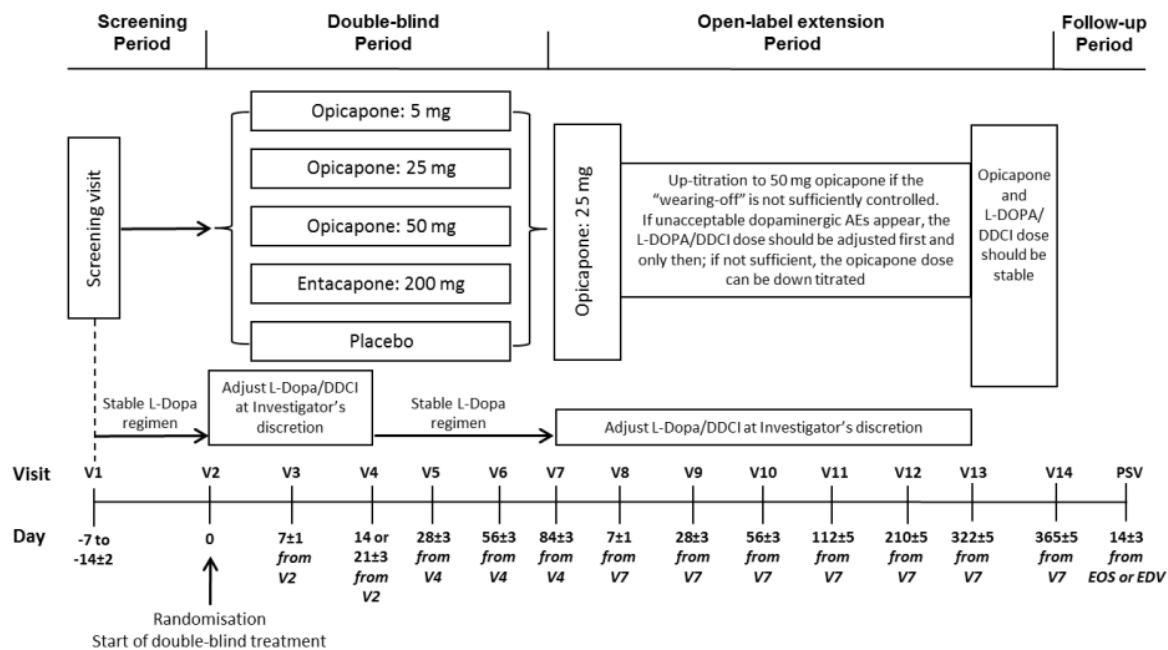 Screening
Period
Double-blind
Period
Open-label extension
Period
Follow-up
Period
Screening visit
Opicapone: 5 mg
Opicapone: 25 mg
Opicapone: 50 mg
Entacapone: 200 mg
Placebo
Opicapone: 25 mg
Up-titration to 50 mg opicapone if the
“wearing-off” is not sufficiently controlled.
If unacceptable dopaminergic AEs appear, the
L-DOPA/DDCI dose should be adjusted first and
only then; if not sufficient, the opicapone dose
can be down titrated
Opicapone
and
L-DOPA/
DDCI dose
should be
stable
Stable L-Dopa
regimen
Adjust L-Dopa/DDCI
at Investigator’s
discretion
Stable L-Dopa
regimen
Adjust L-Dopa/DDCI at Investigator’s discretion
Visit V1 V2 V3 V4 V5 V6 V7 V8 V9 V10 V11 V12 V13 V14 PSV
Day
-7 to
-14±2
0
7±1
from
V2
14 or
21±3
from
V2
28±3
from
V4
56±3
from
V4
84±3
from
V4
7±1
from
V7
28±3
from
V7
56±3
from
V7
112±5
from
V7
210±5
from
V7
322±5
from
V7
365±5
from
V7
14±3
from
EOS or EDV
Randomisation
Start of double-blind treatment